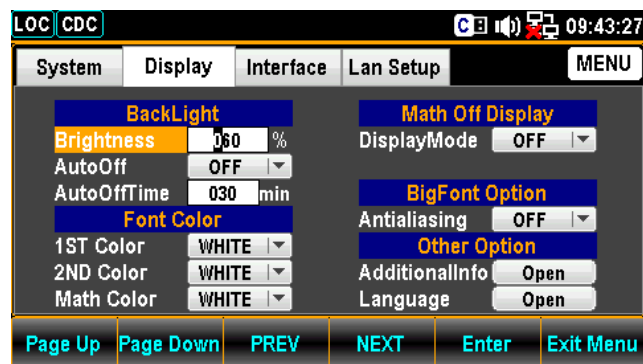 LOC CDC C 09:43:27
System Display Interface Lan Setup MENU
BackLight
Brightness 060 %
AutoOff OFF
AutoOffTime 030 min
Font Color
1ST Color WHITE
2ND Color WHITE
Math Color WHITE
Math Off Display
DisplayMode OFF
BigFont Option
Antialiasing OFF
Other Option
AdditionalInfo Open
Language Open
Page Up Page Down PREV NEXT Enter Exit Menu